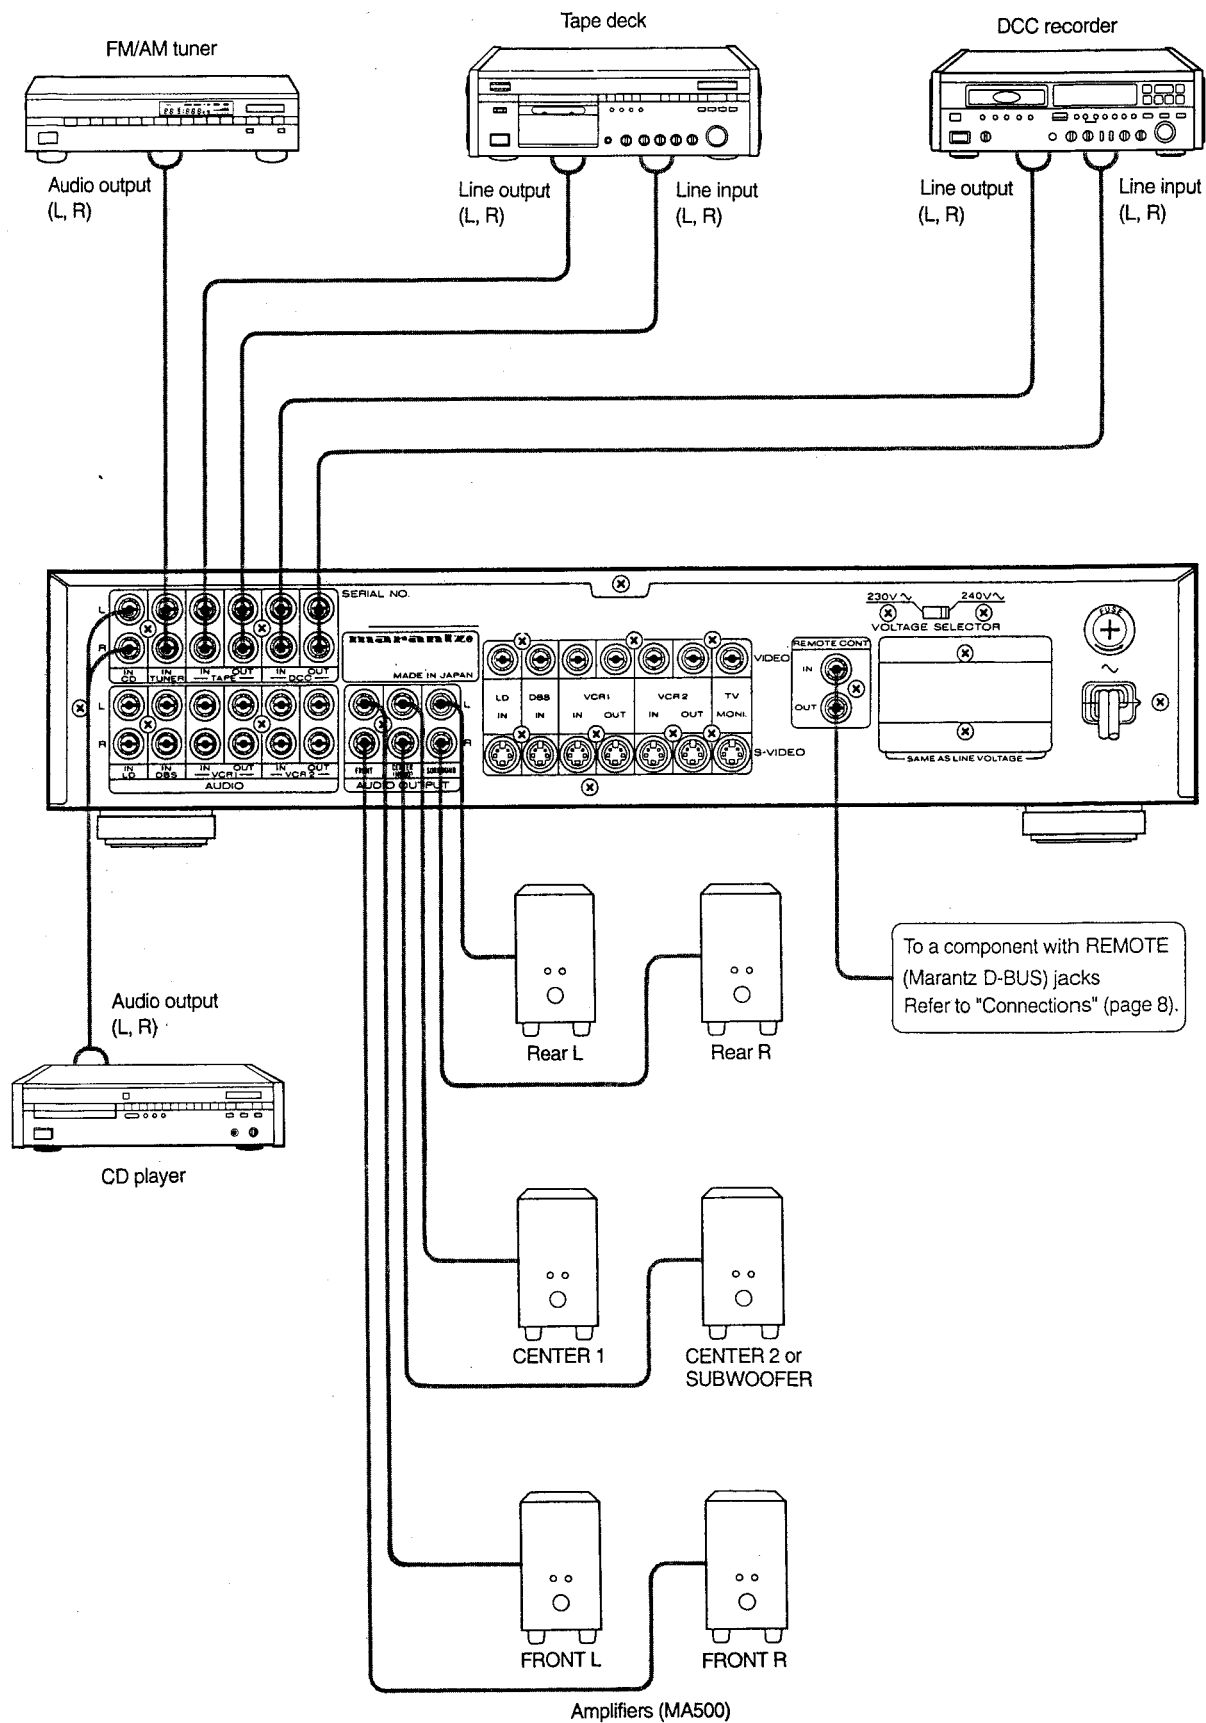 Tape deck
DCC recorder
FM/AM tuner
Audio output
(L, R)
Line output
(L, R)
Line input
(L, R)
Line output
(L, R)
Line input
(L, R)
SERIAL NO.
230V 240V
VOLTAGE SELECTOR
FUSE
L
R
IN IN IN OUT IN OUT
CD TUNER TAPE DCC
marantz
MADE IN JAPAN
VIDEO
REMOTE CONT.
IN
OUT
LD DBS VCR1 VCR2 TV
IN IN IN OUT IN OUT MONI.
S-VIDEO
SAME AS LINE VOLTAGE
L
R
L
R
IN IN IN OUT IN OUT
LD DBS VCR1 VCR2
AUDIO
FRONT CENTER SURROUND
AUDIO OUTPUT
Rear L
Rear R
To a component with REMOTE
(Marantz D-BUS) jacks
Refer to "Connections" (page 8).
Audio output
(L, R)
CD player
CENTER 1
CENTER 2 or
SUBWOOFER
FRONT L
FRONT R
Amplifiers (MA500)